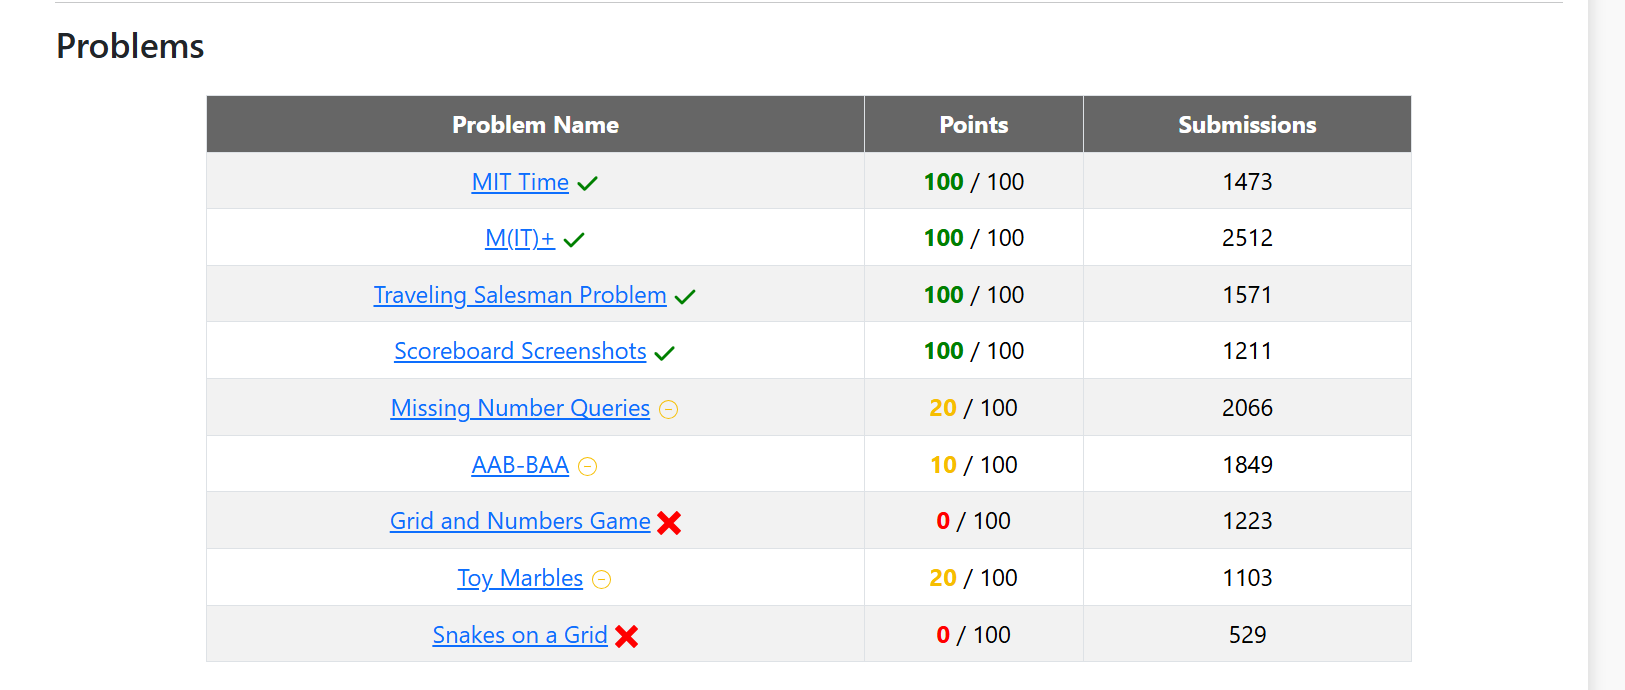 Problems
Problem Name Points Submissions
MIT Time 100 / 100 1473
M(IT)+ 100 / 100 2512
Traveling Salesman Problem 100 / 100 1571
Scoreboard Screenshots 100 / 100 1211
Missing Number Queries 20 / 100 2066
AAB-BAA 10 / 100 1849
Grid and Numbers Game 0 / 100 1223
Toy Marbles 20 / 100 1103
Snakes on a Grid 0 / 100 529